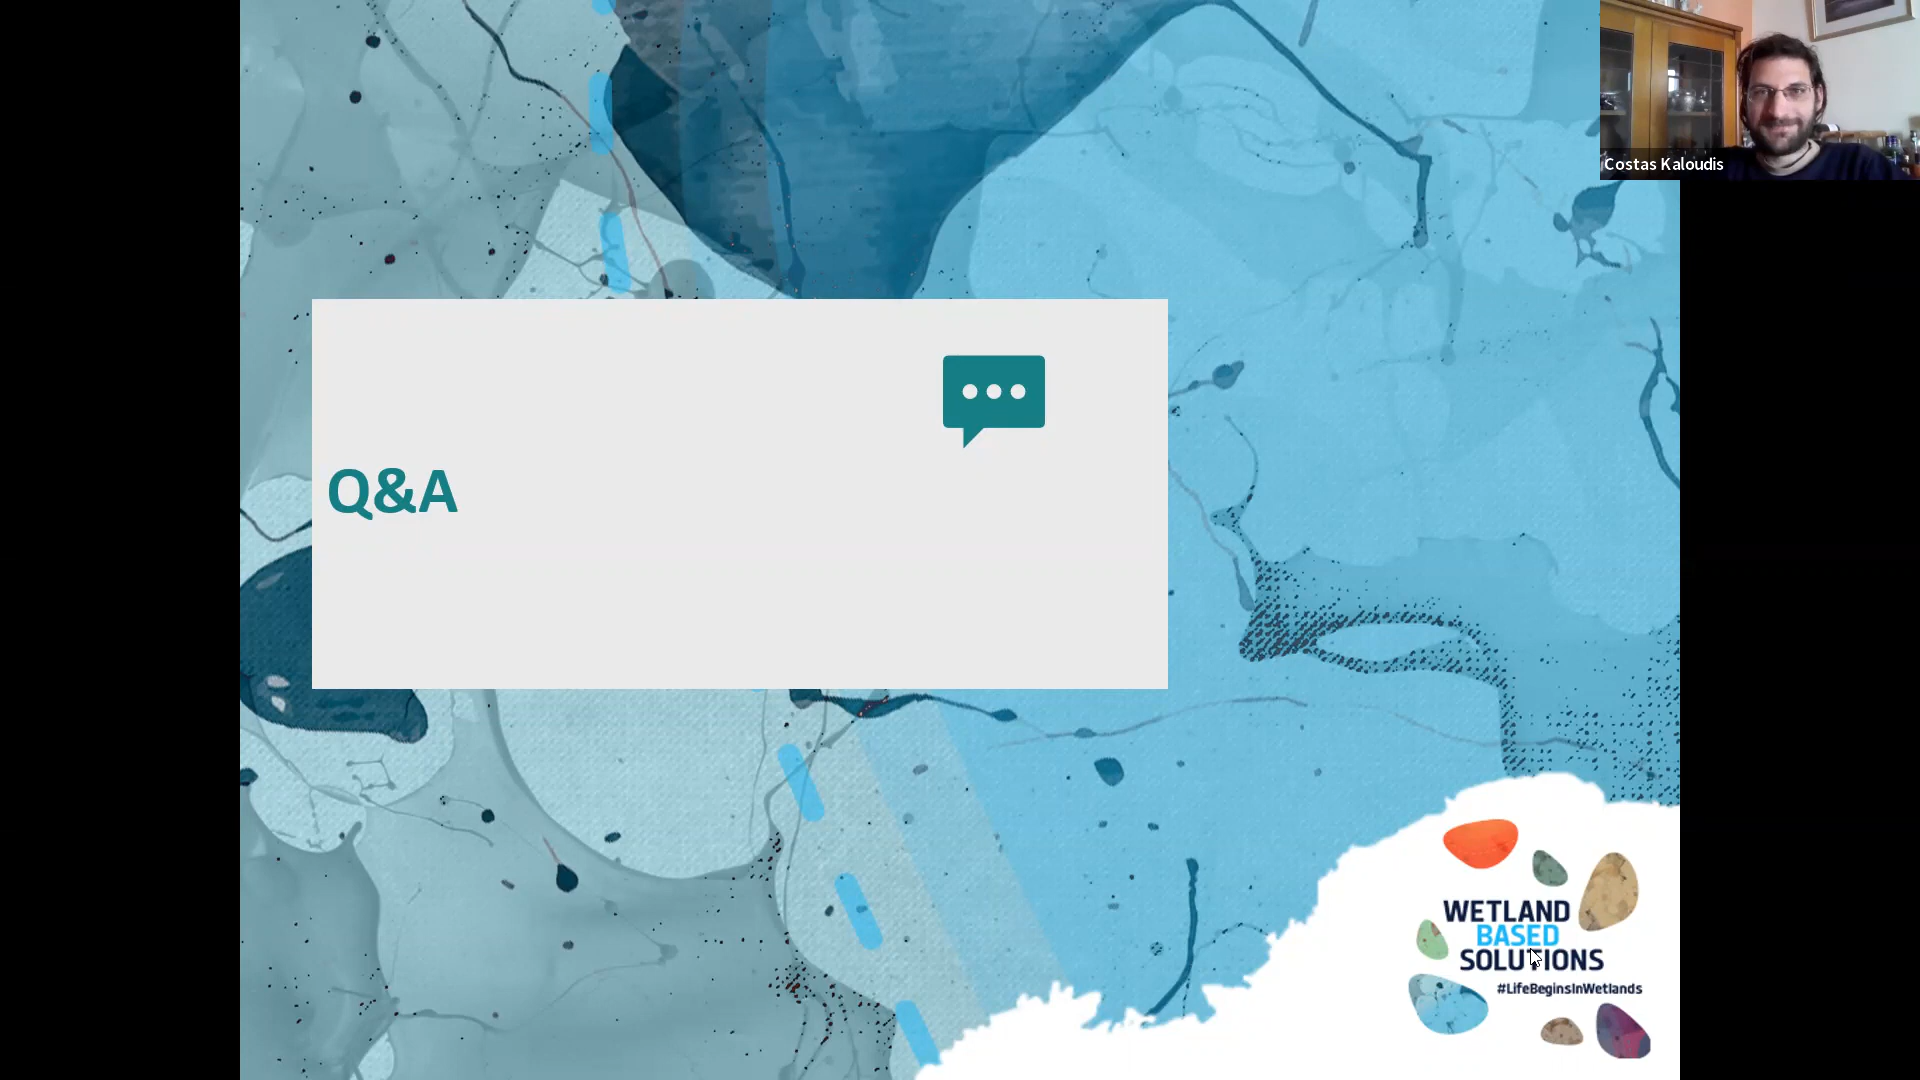 Costas Kaloudis
Q&A
WETLAND
BASED
SOLUTIONS
#LifeBeginsInWetlands